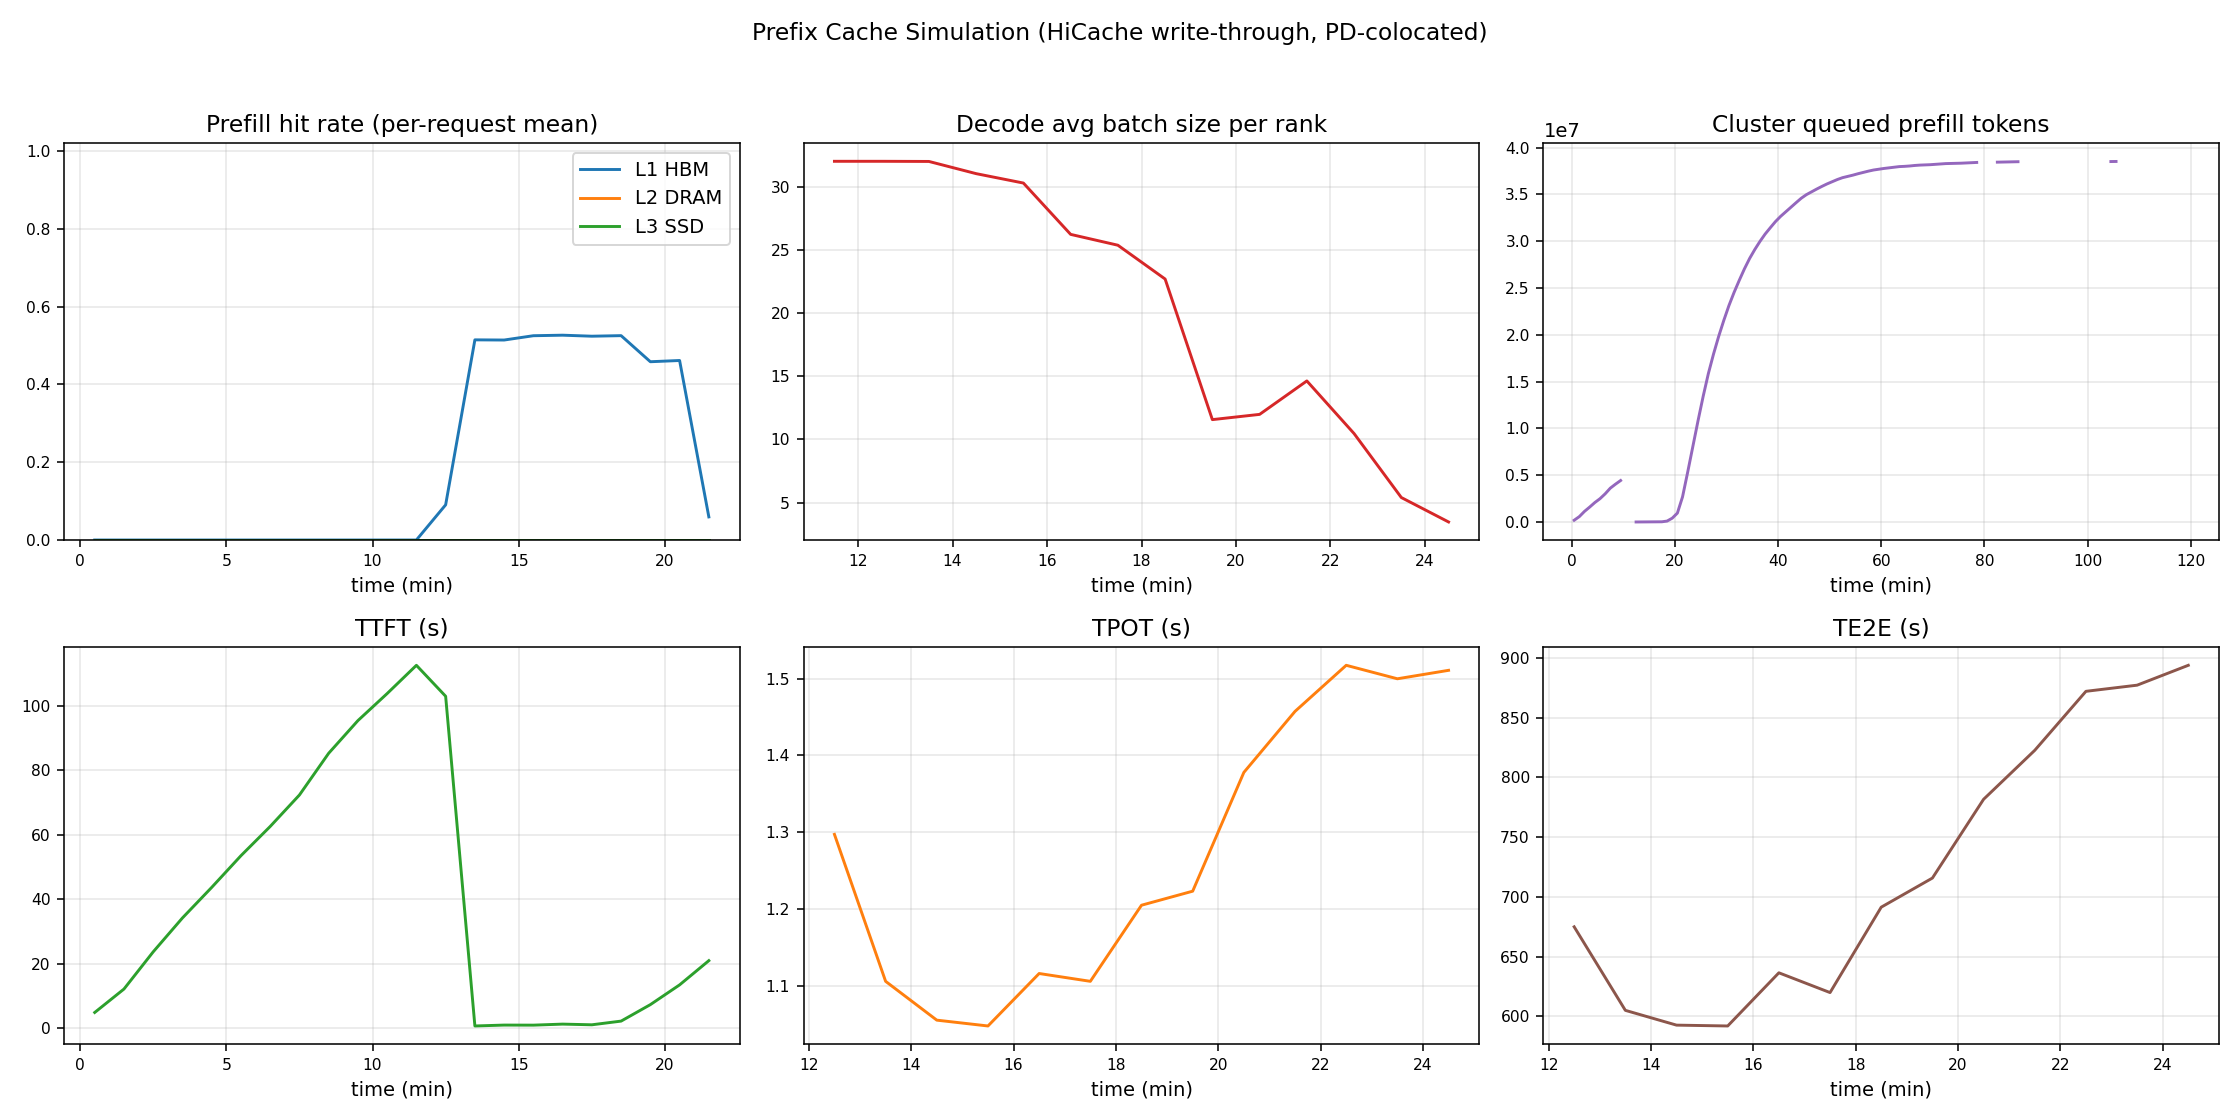 Prefix Cache Simulation (HiCache write-through, PD-colocated)
Prefill hit rate (per-request mean)
1.0
0.8
0.6
0.4
0.2
0.0
L1 HBM
L2 DRAM
L3 SSD
0 5 10 15 20
time (min)
Decode avg batch size per rank
30
25
20
15
10
5
12 14 16 18 20 22 24
time (min)
Cluster queued prefill tokens
1e7
4.0
3.5
3.0
2.5
2.0
1.5
1.0
0.5
0.0
0 20 40 60 80 100 120
time (min)
TTFT (s)
100
80
60
40
20
0
0 5 10 15 20
time (min)
TPOT (s)
1.5
1.4
1.3
1.2
1.1
12 14 16 18 20 22 24
time (min)
TE2E (s)
900
850
800
750
700
650
600
12 14 16 18 20 22 24
time (min)